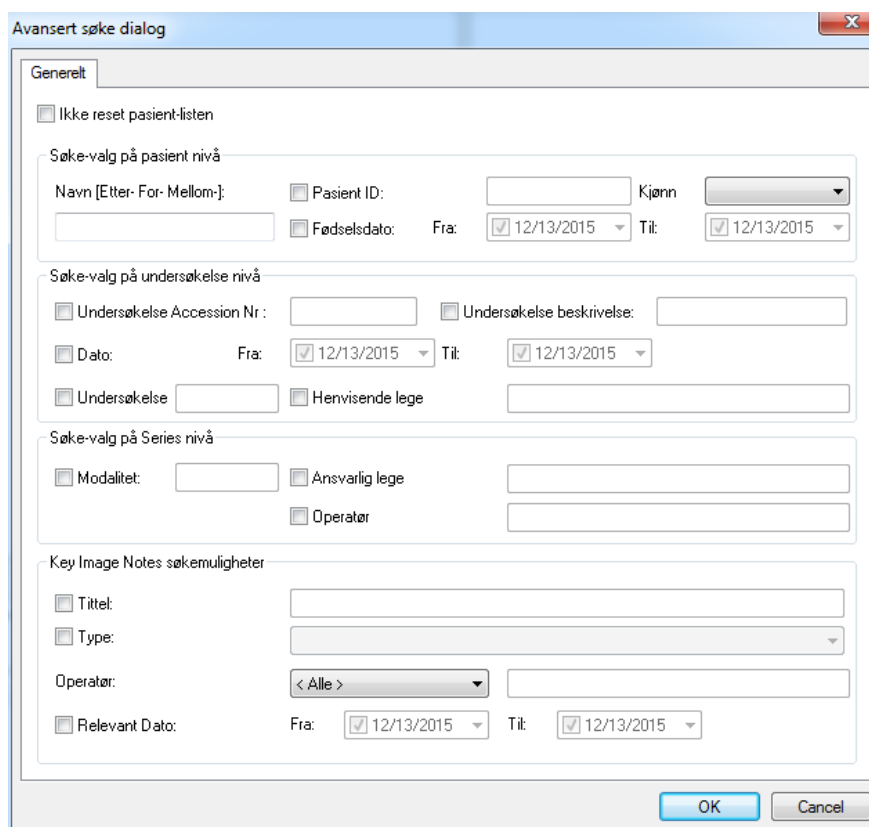 Avansert søke dialog
Generelt
Ikke reset pasient-listen
Søke-valg på pasient nivå
Navn [Etter- For- Mellom-]: Pasient ID: Kjønn
Fødselsdato: Fra: 12/13/2015 Til: 12/13/2015
Søke-valg på undersøkelse nivå
Undersøkelse Accession Nr : Undersøkelse beskrivelse:
Dato: Fra: 12/13/2015 Til: 12/13/2015
Undersøkelse Henvisende lege
Søke-valg på Series nivå
Modalitet: Ansvarlig lege
Operatør
Key Image Notes søkemuligheter
Tittel:
Type:
Operatør: < Alle >
Relevant Dato: Fra: 12/13/2015 Til: 12/13/2015
OK Cancel